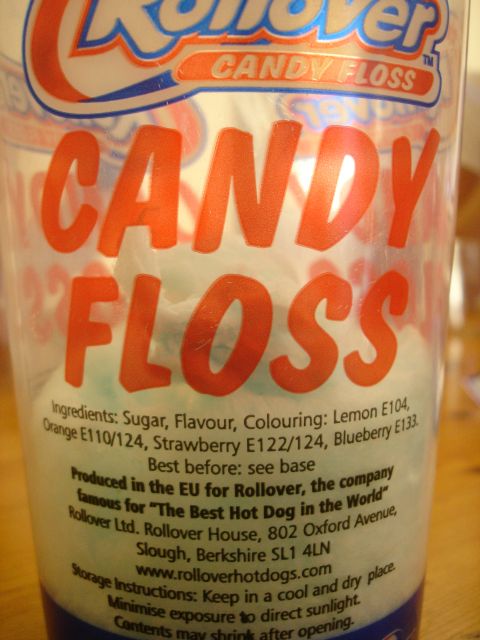 Rollover™
CANDY FLOSS
CANDY
FLOSS
Ingredients: Sugar, Flavour, Colouring: Lemon E104,
Orange E110/124, Strawberry E122/124, Blueberry E133.
Best before: see base
Produced in the EU for Rollover, the company
famous for "The Best Hot Dog in the World"
Rollover Ltd. Rollover House, 802 Oxford Avenue,
Slough, Berkshire SL1 4LN
www.rolloverhotdogs.com
Storage Instructions: Keep in a cool and dry place.
Minimise exposure to direct sunlight.
Contents may shrink after opening.